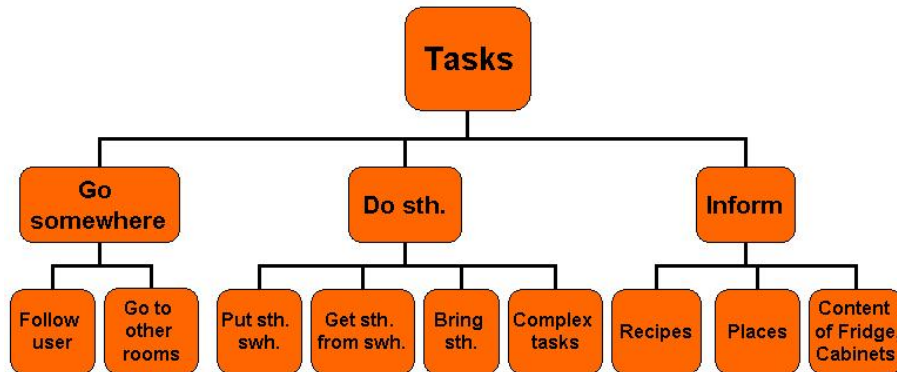 Tasks
Go
somewhere
Do sth.
Inform
Follow
user
Go to
other
rooms
Put sth.
swh.
Get sth.
from swh.
Bring
sth.
Complex
tasks
Recipes
Places
Content
of Fridge
Cabinets